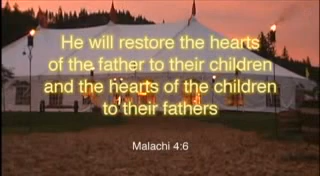 He will restore the hearts
of the father to their children
and the hearts of the children
to their fathers
Malachi 4:6